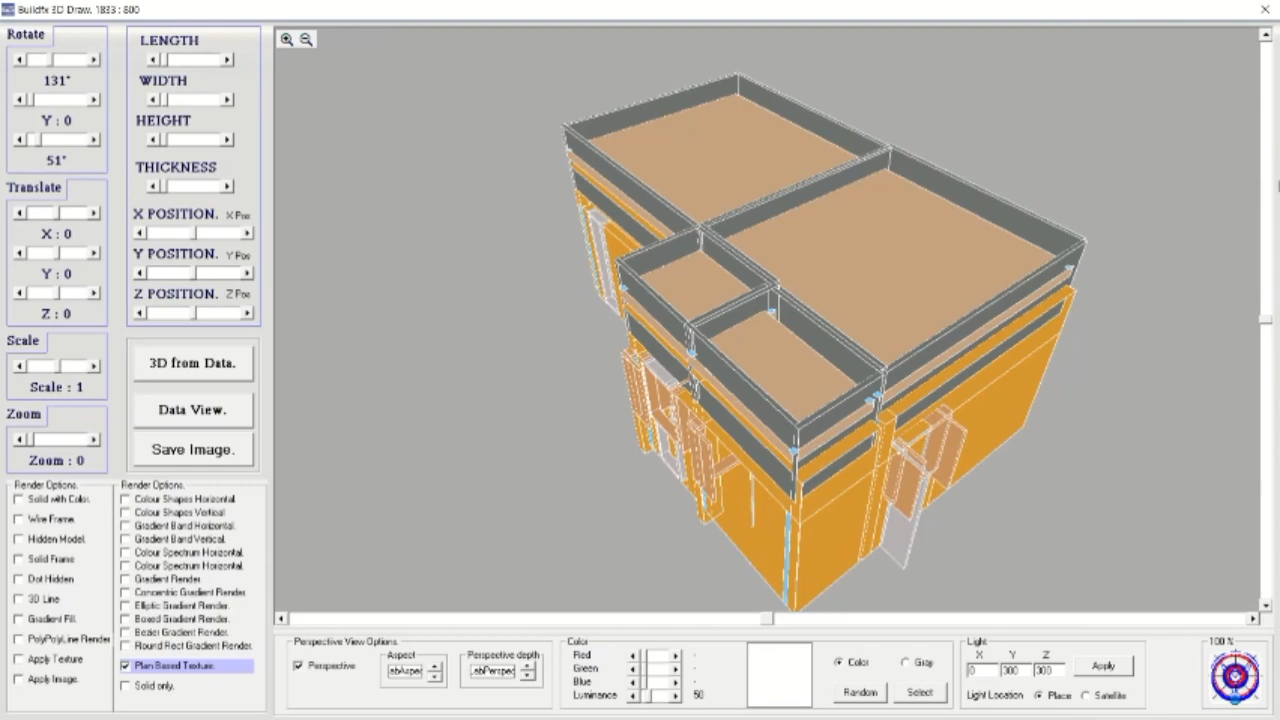 Buildfx 3D Draw. 1833 : 800
Rotate
131°
Y : 0
51°
Translate
X : 0
Y : 0
Z : 0
Scale
Scale : 1
Zoom
Zoom : 0
LENGTH
WIDTH
HEIGHT
THICKNESS
X POSITION. X Pos
Y POSITION. Y Pos
Z POSITION. Z Pos
3D from Data.
Data View.
Save Image.
Render Options.
Solid with Color.
Wire Frame.
Hidden Model.
Solid Frame
Dot Hidden
3D Line
Gradient Fill.
PolyPolyLine Render
Apply Texture
Apply Image.
Render Options.
Colour Shapes Horizontal.
Colour Shapes Vertical
Gradient Band Horizontal.
Gradient Band Vertical.
Colour Spectrum Horizontal.
Colour Spectrum Horizontal.
Gradient Render
Concentric Gradient Render.
Elliptic Gradient Render.
Boxed Gradient Render.
Bezier Gradient Render.
Round Rect Gradient Render.
Plan Based Texture.
Solid only.
Perspective View Options.
Perspective
Aspect
Perspective depth
Color
Red
Green
Blue
Luminance
50
Color
Gray
Random
Select
Light
X Y Z
0 300 300
Apply
Light Location
Place
Satellite
100 %